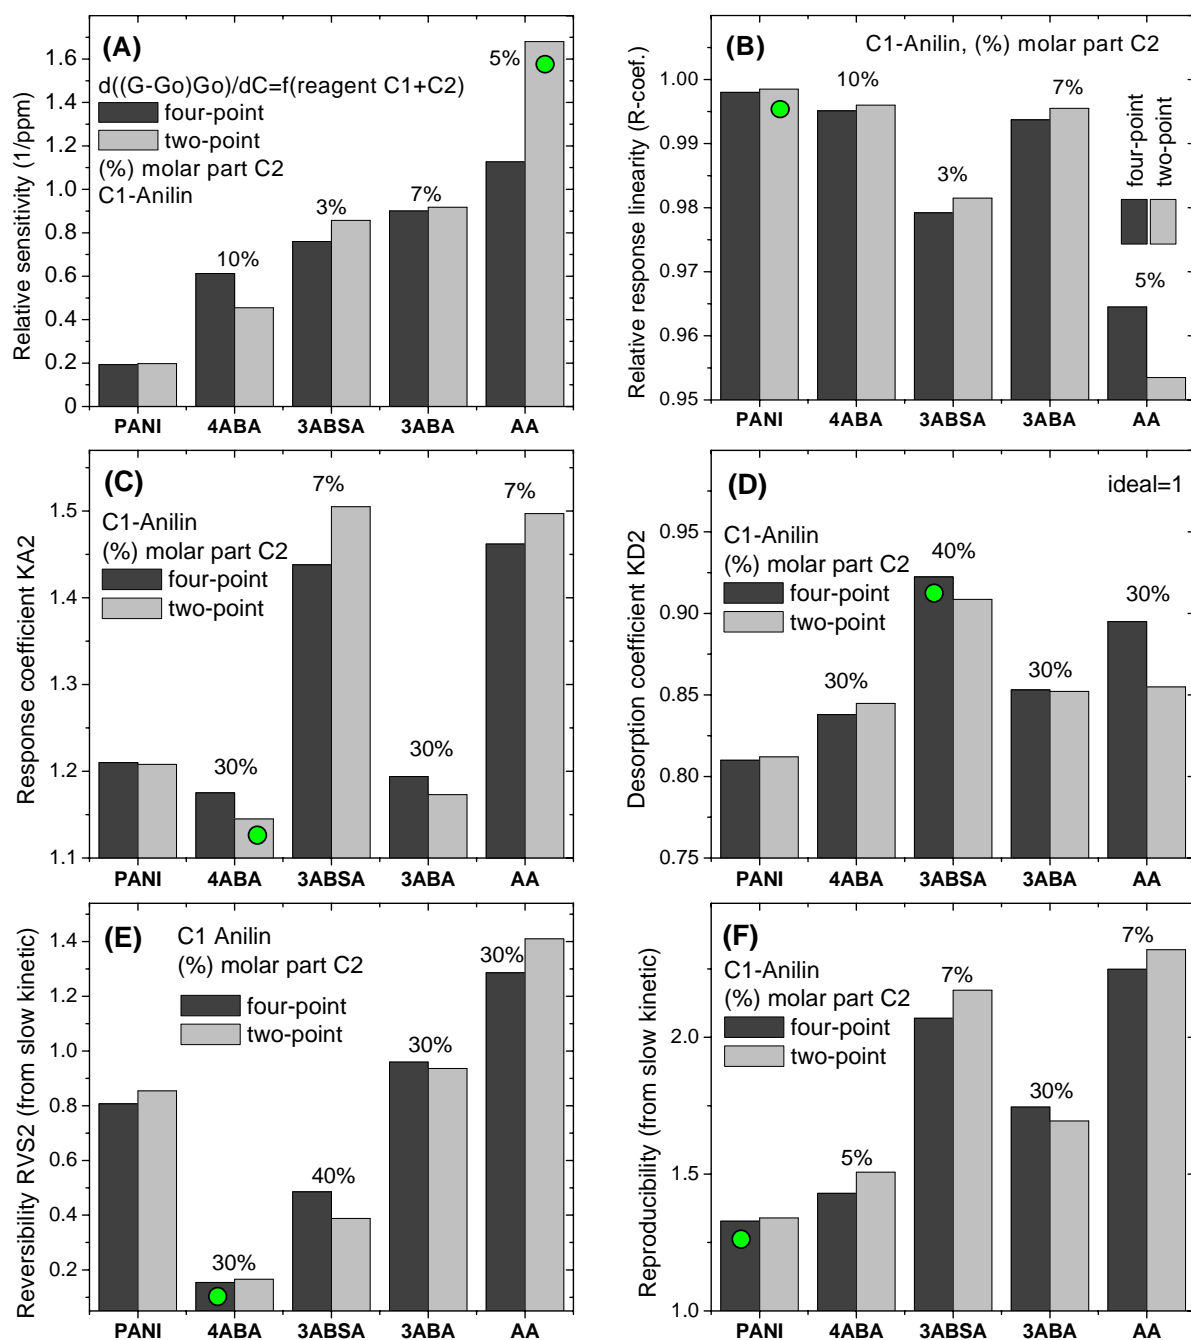 (A)
d((G-Go)Go)/dC=f(reagent C1+C2)
four-point
two-point
(%) molar part C2
C1-Anilin
10%
3%
7%
5%
Relative sensitivity (1/ppm)
1.6
1.4
1.2
1.0
0.8
0.6
0.4
0.2
0
PANI 4ABA 3ABSA 3ABA AA
(B)
C1-Anilin, (%) molar part C2
10%
3%
7%
5%
four-point
two-point
Relative response linearity (R-coef.)
1.00
0.99
0.98
0.97
0.96
0.95
PANI 4ABA 3ABSA 3ABA AA
(C)
C1-Anilin
(%) molar part C2
four-point
two-point
30%
7%
30%
7%
Response coefficient KA2
1.5
1.4
1.3
1.2
1.1
PANI 4ABA 3ABSA 3ABA AA
(D)
ideal=1
C1-Anilin
(%) molar part C2
four-point
two-point
30%
40%
30%
30%
Desorption coefficient KD2
0.95
0.90
0.85
0.80
0.75
PANI 4ABA 3ABSA 3ABA AA
(E)
C1 Anilin
(%) molar part C2
four-point
two-point
30%
40%
30%
30%
Reversibility RVS2 (from slow kinetic)
1.4
1.2
1.0
0.8
0.6
0.4
0.2
PANI 4ABA 3ABSA 3ABA AA
(F)
C1-Anilin
(%) molar part C2
four-point
two-point
5%
7%
30%
7%
Reproducibility (from slow kinetic)
2.0
1.5
1.0
PANI 4ABA 3ABSA 3ABA AA